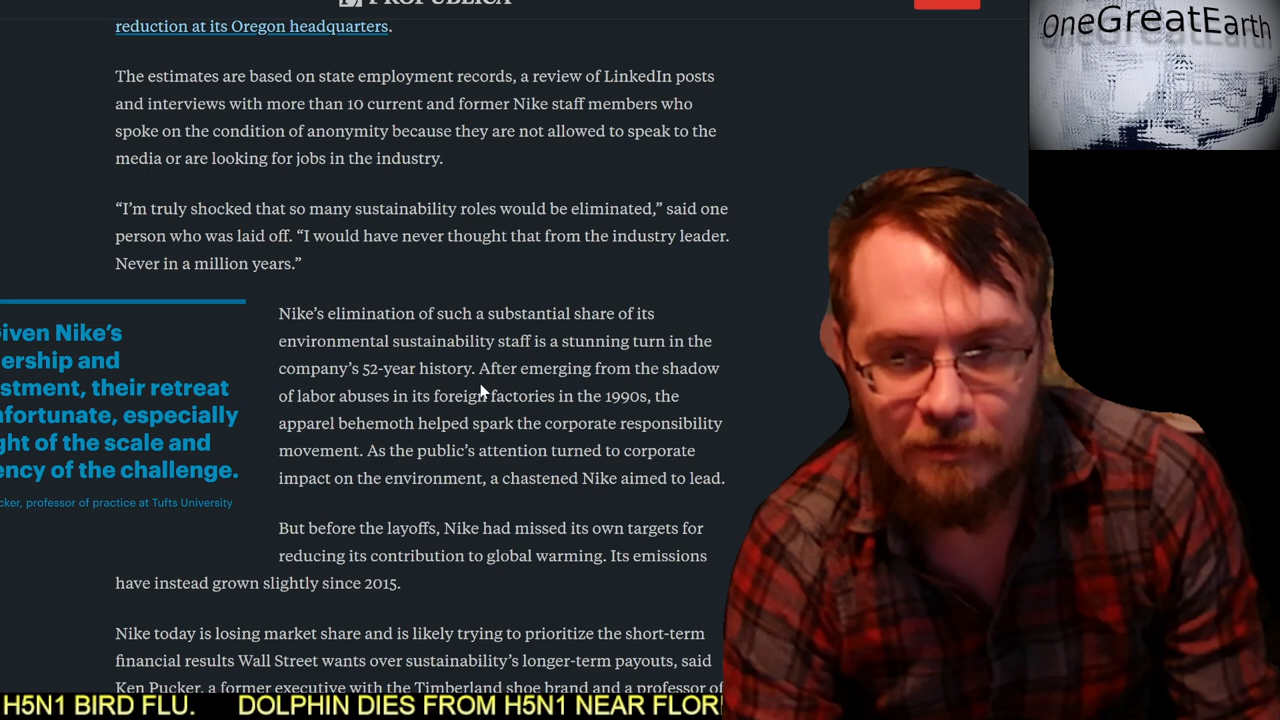 PROPUBLICA
OneGreatEarth
reduction at its Oregon headquarters.
The estimates are based on state employment records, a review of LinkedIn posts
and interviews with more than 10 current and former Nike staff members who
spoke on the condition of anonymity because they are not allowed to speak to the
media or are looking for jobs in the industry.
“I’m truly shocked that so many sustainability roles would be eliminated,” said one
person who was laid off. “I would have never thought that from the industry leader.
Never in a million years.”
iven Nike’s
ership and
stment, their retreat
nfortunate, especially
ght of the scale and
ency of the challenge.
cker, professor of practice at Tufts University
Nike’s elimination of such a substantial share of its
environmental sustainability staff is a stunning turn in the
company’s 52-year history. After emerging from the shadow
of labor abuses in its foreign factories in the 1990s, the
apparel behemoth helped spark the corporate responsibility
movement. As the public’s attention turned to corporate
impact on the environment, a chastened Nike aimed to lead.
But before the layoffs, Nike had missed its own targets for
reducing its contribution to global warming. Its emissions
have instead grown slightly since 2015.
Nike today is losing market share and is likely trying to prioritize the short-term
financial results Wall Street wants over sustainability’s longer-term payouts, said
Ken Pucker, a former executive with the Timberland shoe brand and a professor of
H5N1 BIRD FLU. DOLPHIN DIES FROM H5N1 NEAR FLOR